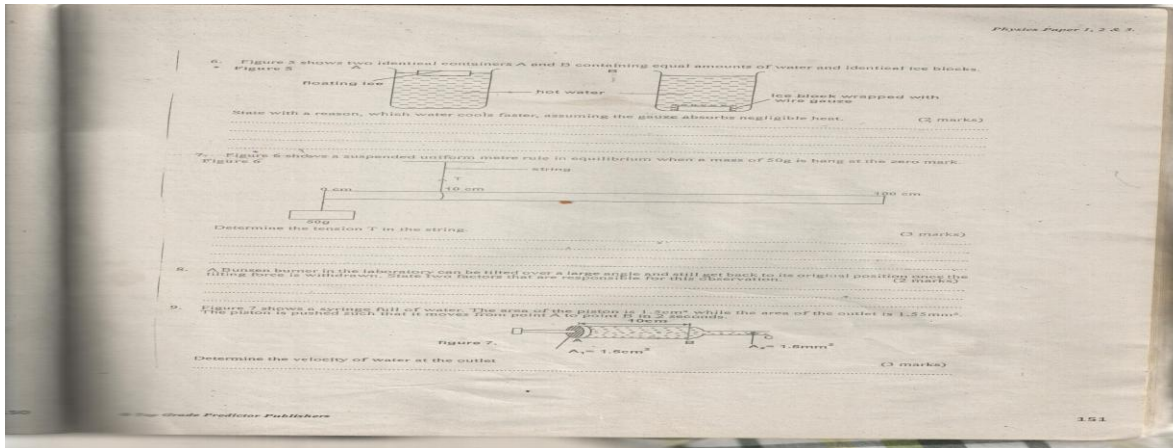 Physics Paper 1, 2 & 3.
6. Figure 5 shows two identical containers A and B containing equal amounts of water and identical ice blocks.
Figure 5
A
B
floating ice
hot water
ice block wrapped with
wire gauze
State with a reason, which water cools faster, assuming the gauze absorbs negligible heat. (2 marks)
7. Figure 6 shows a suspended uniform metre rule in equilibrium when a mass of 50g is hang at the zero mark.
Figure 6
string
T
0 cm
10 cm
100 cm
50g
Determine the tension T in the string. (3 marks)
8. A Bunsen burner in the laboratory can be tilted over a large angle and still get back to its original position once the
tilting force is withdrawn. State two factors that are responsible for this observation. (2 marks)
9. Figure 7 shows a syringe full of water. The area of the piston is 1.5cm² while the area of the outlet is 1.55mm².
The piston is pushed such that it moves from point A to point B in 2 seconds.
10cm
figure 7.
A
B
A₁= 1.5cm²
= 1.6mm²
Determine the velocity of water at the outlet (3 marks)
Top Grade Predictor Publishers
151